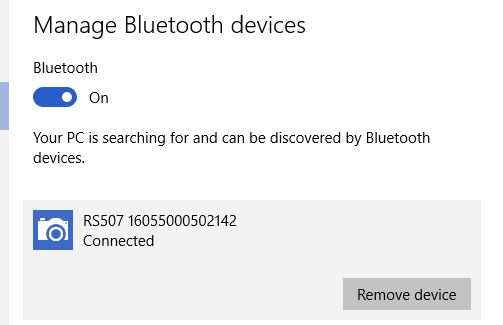 Manage Bluetooth devices
Bluetooth
On
Your PC is searching for and can be discovered by Bluetooth
devices.
RS507 16055000502142
Connected
Remove device